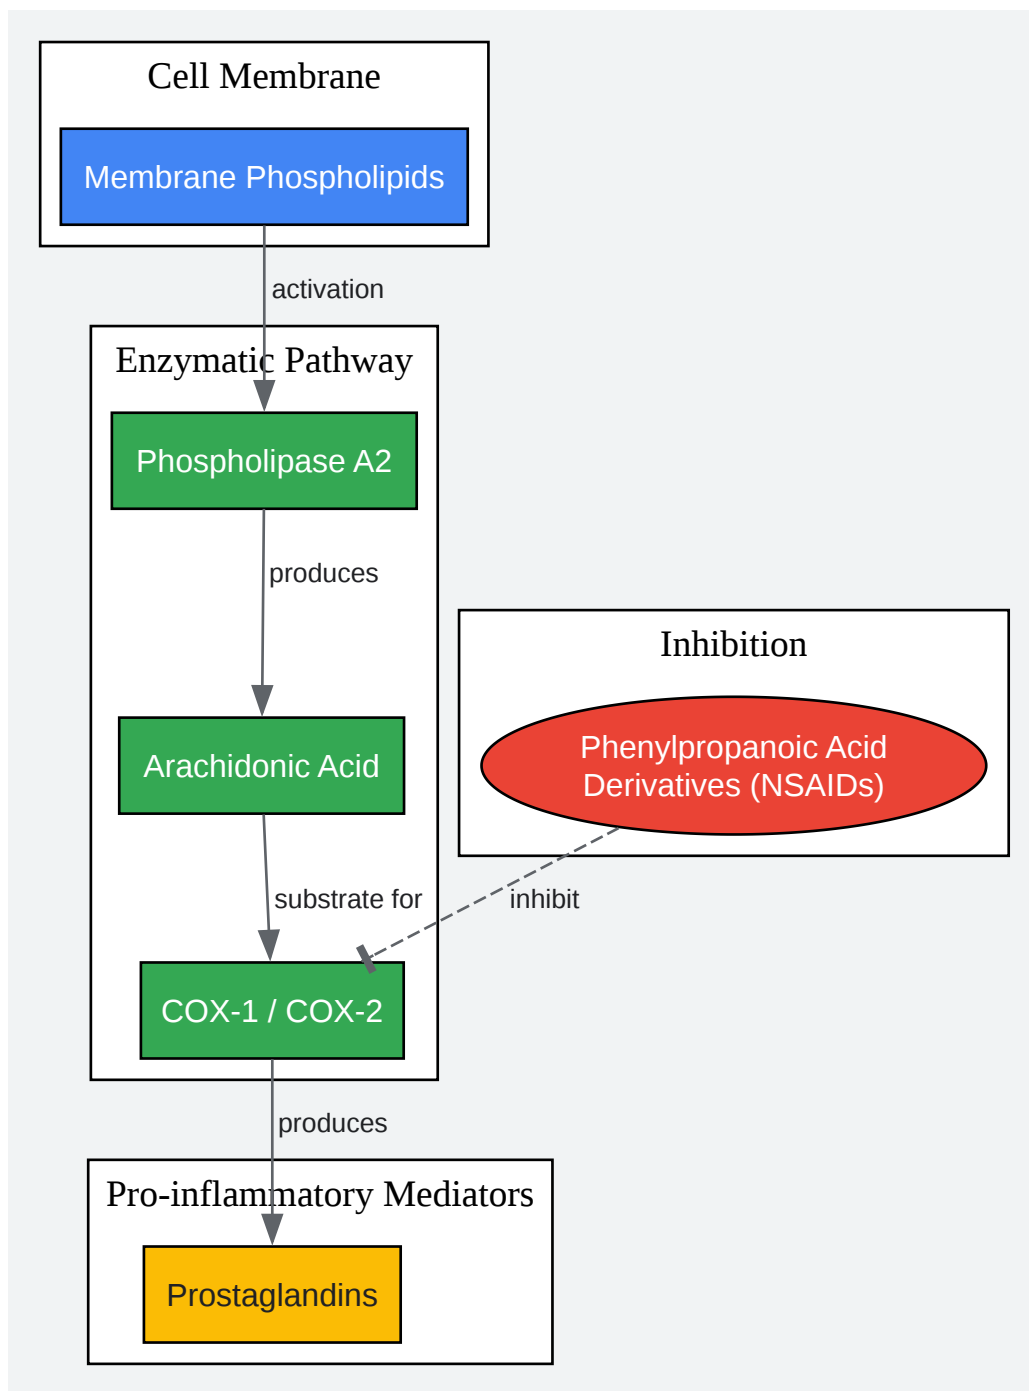 Cell Membrane
Membrane Phospholipids
activation
Enzymatic Pathway
Phospholipase A2
produces
Arachidonic Acid
substrate for
Inhibition
Phenylpropanoic Acid
Derivatives (NSAIDs)
inhibit
COX-1 / COX-2
produces
Pro-inflammatory Mediators
Prostaglandins